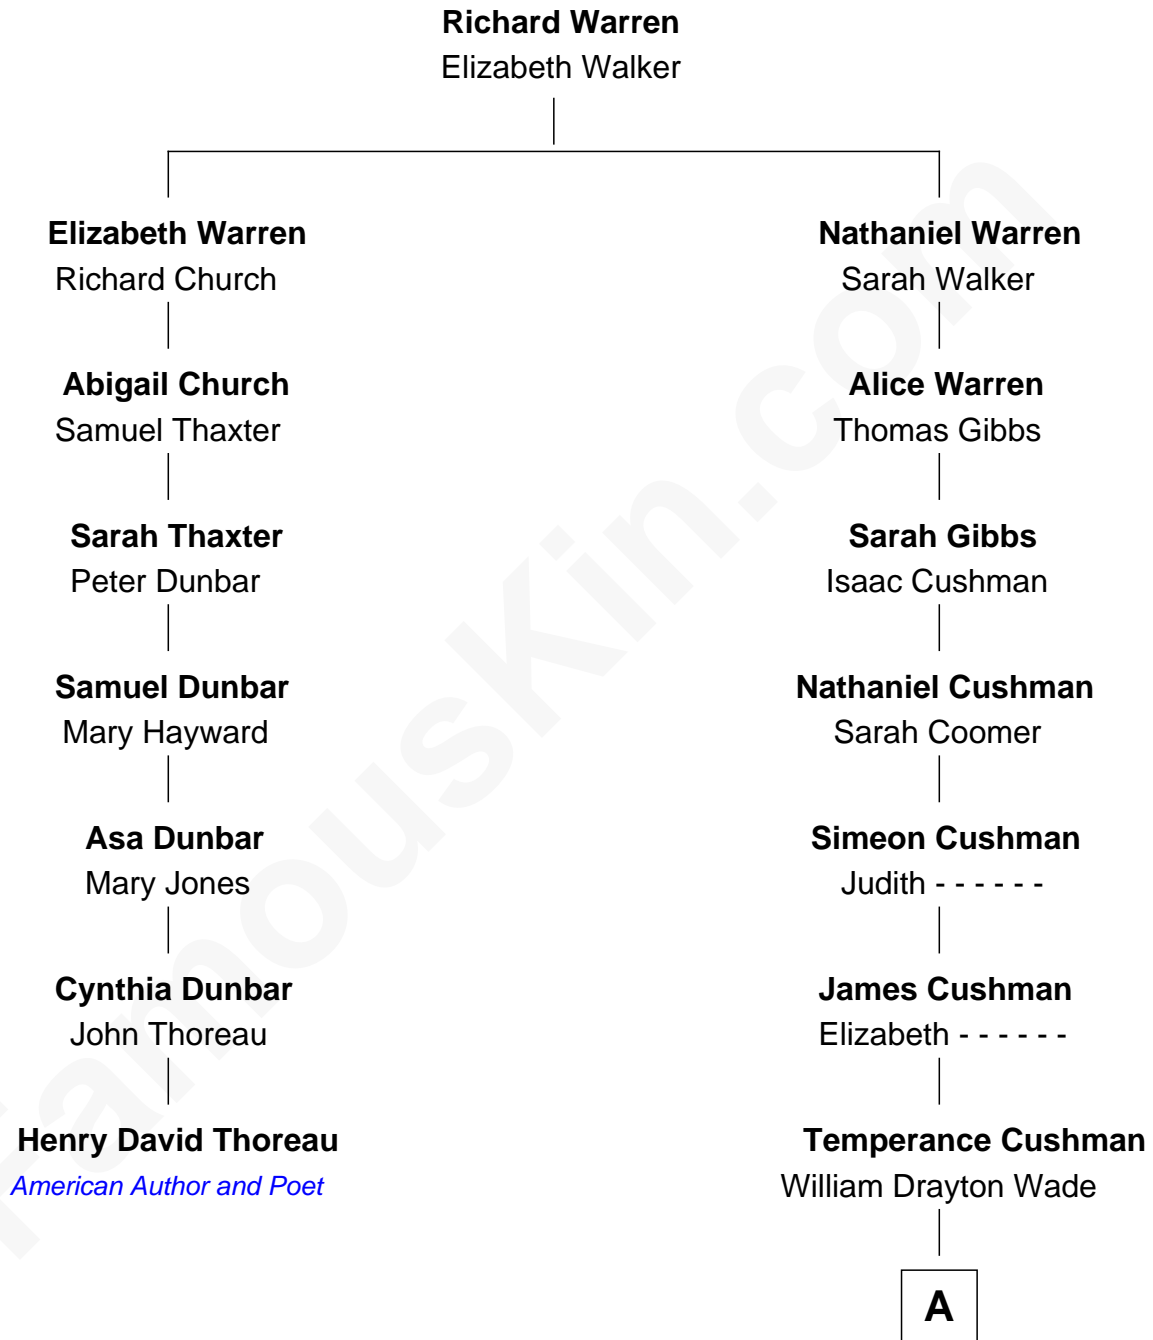 Richard Warren
Elizabeth Walker
Elizabeth Warren
Richard Church
Abigail Church
Samuel Thaxter
Sarah Thaxter
Peter Dunbar
Samuel Dunbar
Mary Hayward
Asa Dunbar
Mary Jones
Cynthia Dunbar
John Thoreau
Henry David Thoreau
American Author and Poet
Nathaniel Warren
Sarah Walker
Alice Warren
Thomas Gibbs
Sarah Gibbs
Isaac Cushman
Nathaniel Cushman
Sarah Coomer
Simeon Cushman
Judith - - - - - -
James Cushman
Elizabeth - - - - - -
Temperance Cushman
William Drayton Wade
A
FamousKin.com